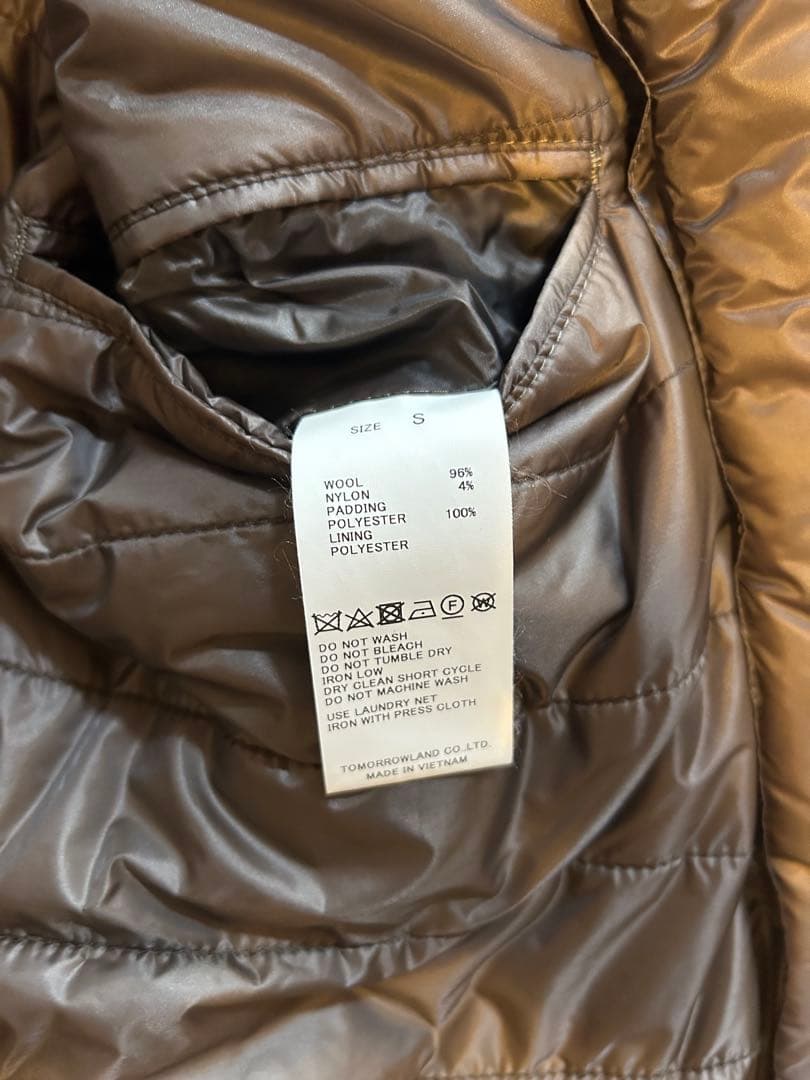 SIZE S
WOOL 96%
NYLON 4%
PADDING
POLYESTER 100%
LINING
POLYESTER
F W
DO NOT WASH
DO NOT BLEACH
DO NOT TUMBLE DRY
IRON LOW
DRY CLEAN SHORT CYCLE
DO NOT MACHINE WASH
USE LAUNDRY NET
IRON WITH PRESS CLOTH
TOMORROWLAND CO.,LTD.
MADE IN VIETNAM